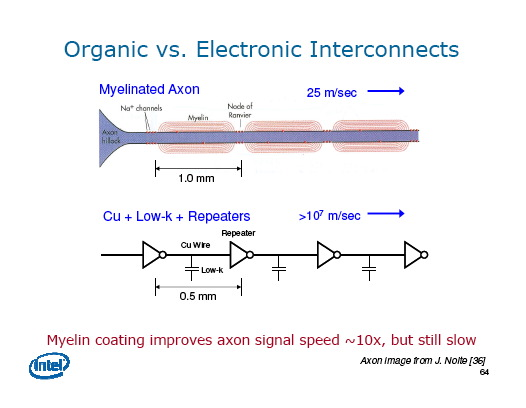 Organic vs. Electronic Interconnects
Myelinated Axon
25 m/sec
Na+ channels
Myelin
Node of
Ranvier
Axon
hillock
1.0 mm
Cu + Low-k + Repeaters
>10⁷ m/sec
Repeater
Cu Wire
Low-k
0.5 mm
Myelin coating improves axon signal speed ~10x, but still slow
intel
Axon image from J. Nolte [36]
64